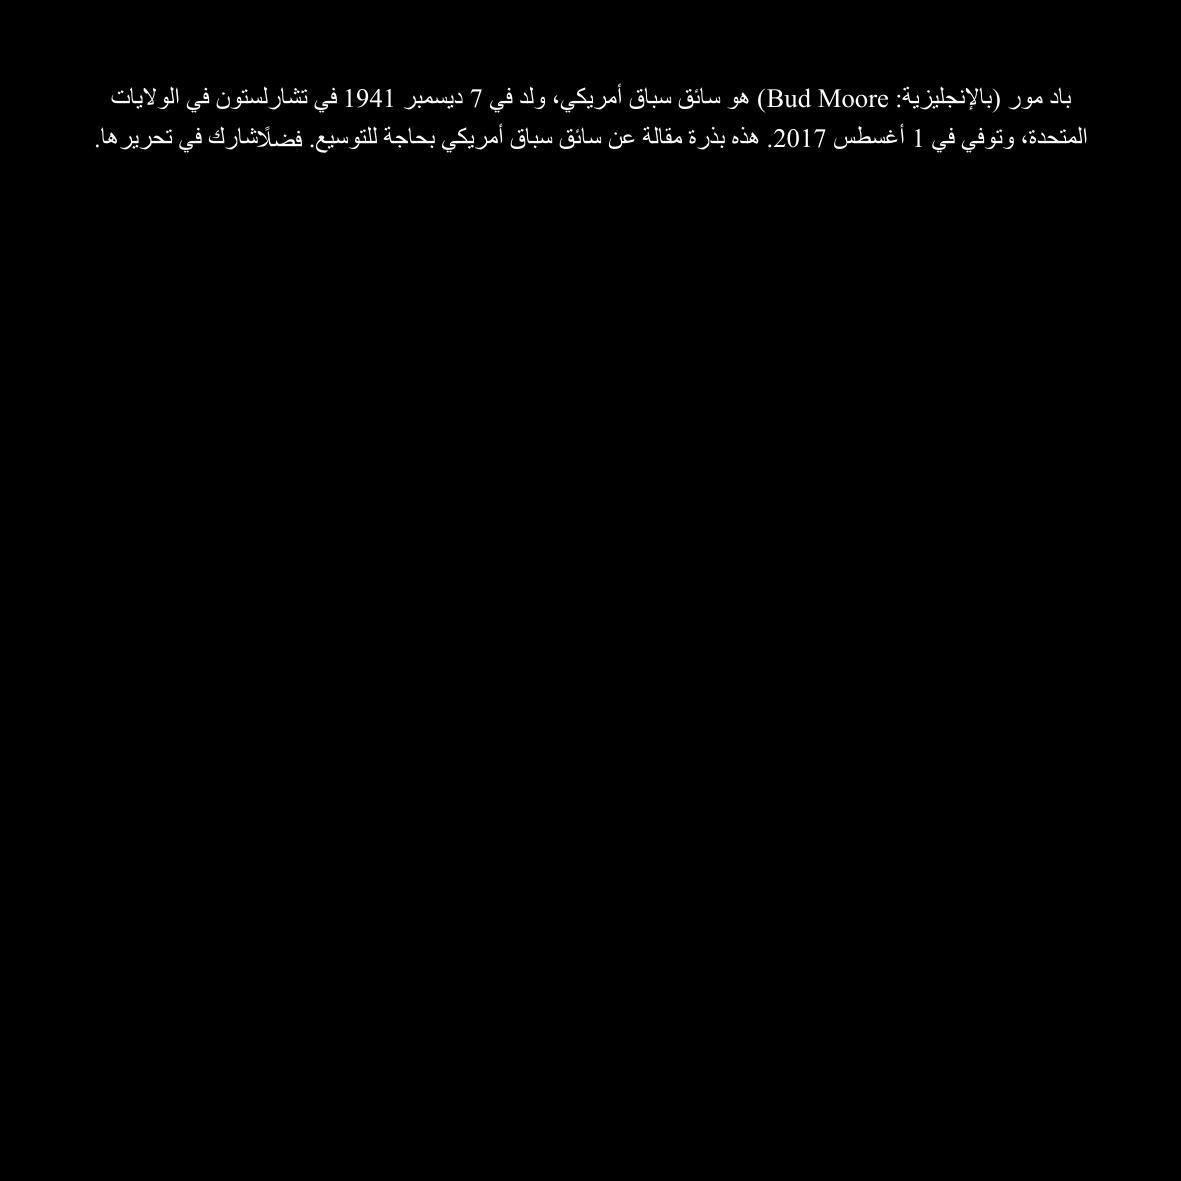 باد مور (بالإنجليزية: Bud Moore) هو سائق سباق أمريكي، ولد في 7 ديسمبر 1941 في تشارلستون في الولايات
المتحدة، وتوفي في 1 أغسطس 2017. هذه بذرة مقالة عن سائق سباق أمريكي بحاجة للتوسيع. فضلًاشارك في تحريرها.